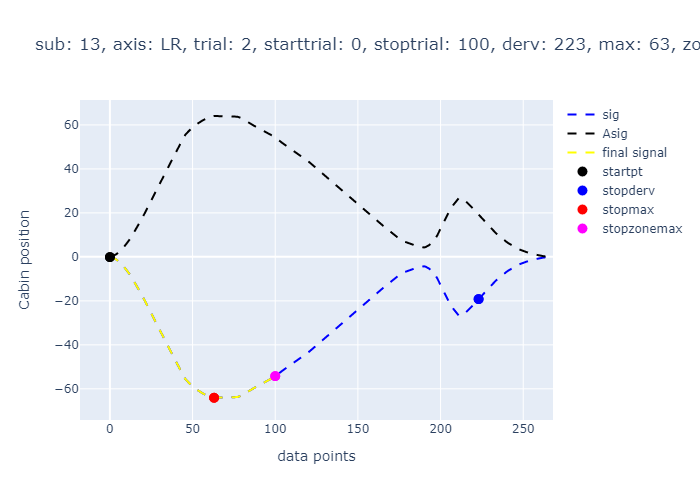 sub: 13, axis: LR, trial: 2, starttrial: 0, stoptrial: 100, derv: 223, max: 63, zo
sig
Asig
final signal
startpt
stopderv
stopmax
stopzonemax
60
40
20
0
−20
−40
−60
Cabin position
0 50 100 150 200 250
data points